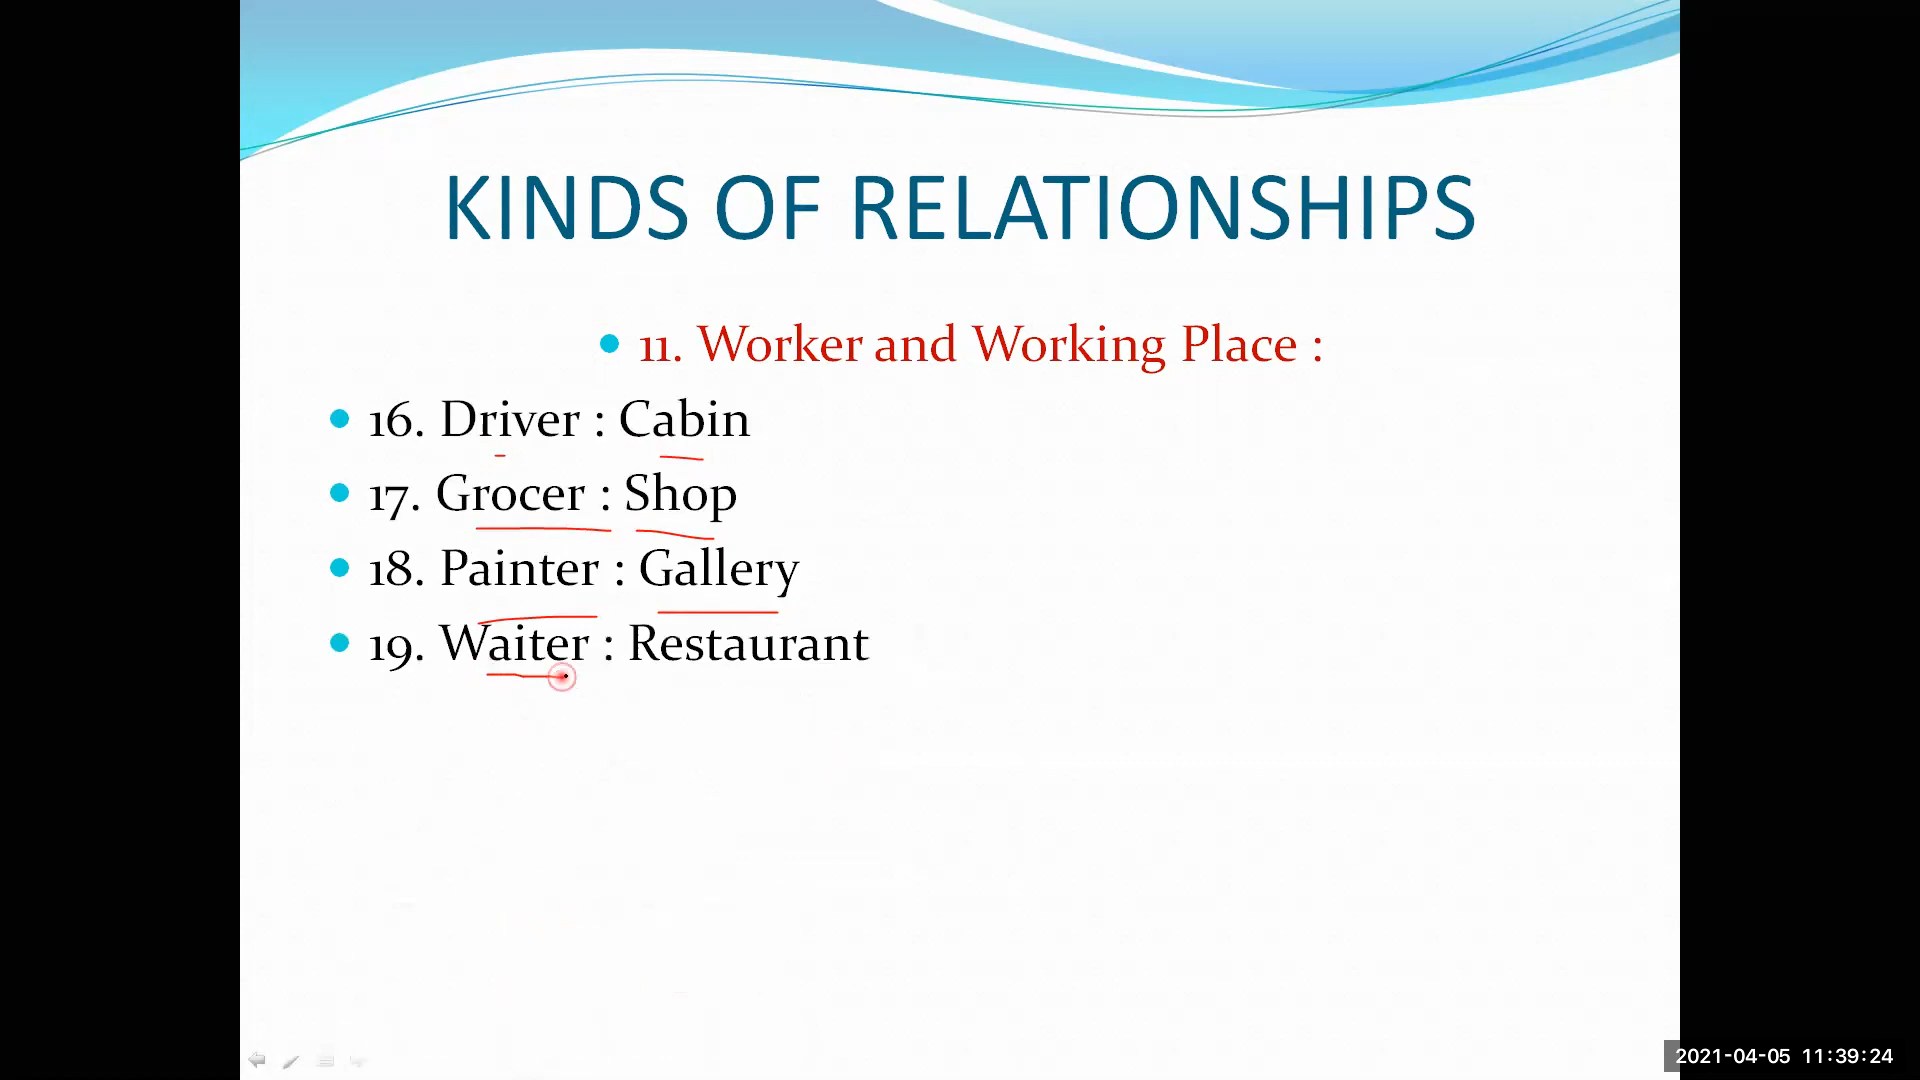 KINDS OF RELATIONSHIPS
11. Worker and Working Place :
16. Driver : Cabin
17. Grocer : Shop
18. Painter : Gallery
19. Waiter : Restaurant
2021-04-05 11:39:24